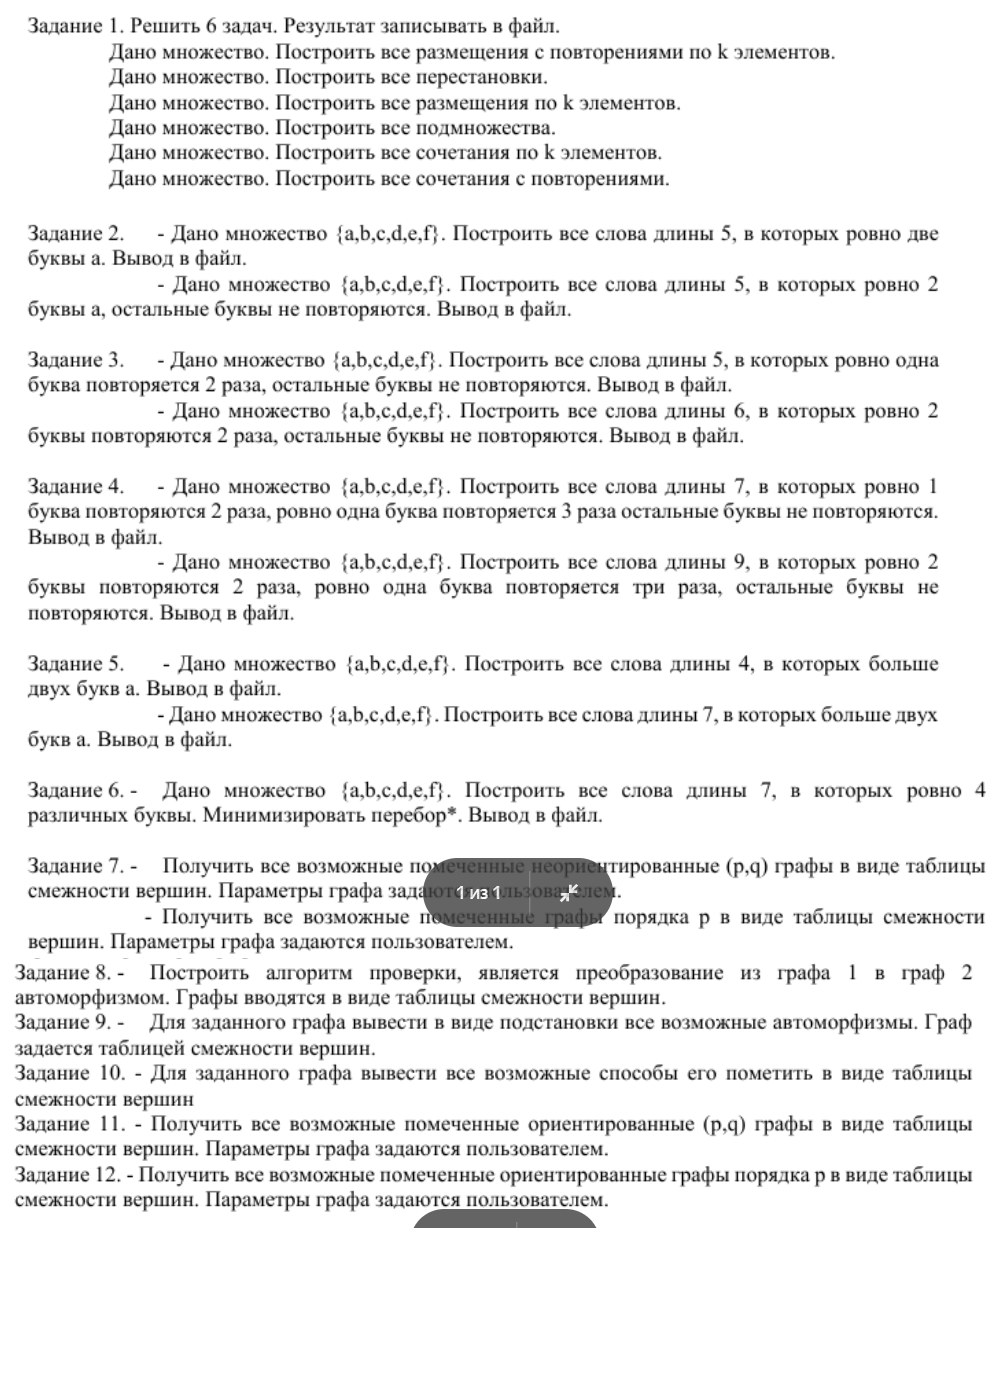 Задание 1. Решить 6 задач. Результат записывать в файл.
Дано множество. Построить все размещения с повторениями по k элементов.
Дано множество. Построить все перестановки.
Дано множество. Построить все размещения по k элементов.
Дано множество. Построить все подмножества.
Дано множество. Построить все сочетания по k элементов.
Дано множество. Построить все сочетания с повторениями.
Задание 2. - Дано множество {a,b,c,d,e,f}. Построить все слова длины 5, в которых ровно две
буквы a. Вывод в файл.
- Дано множество {a,b,c,d,e,f}. Построить все слова длины 5, в которых ровно 2
буквы a, остальные буквы не повторяются. Вывод в файл.
Задание 3. - Дано множество {a,b,c,d,e,f}. Построить все слова длины 5, в которых ровно одна
буква повторяется 2 раза, остальные буквы не повторяются. Вывод в файл.
- Дано множество {a,b,c,d,e,f}. Построить все слова длины 6, в которых ровно 2
буквы повторяются 2 раза, остальные буквы не повторяются. Вывод в файл.
Задание 4. - Дано множество {a,b,c,d,e,f}. Построить все слова длины 7, в которых ровно 1
буква повторяются 2 раза, ровно одна буква повторяется 3 раза остальные буквы не повторяются.
Вывод в файл.
- Дано множество {a,b,c,d,e,f}. Построить все слова длины 9, в которых ровно 2
буквы повторяются 2 раза, ровно одна буква повторяется три раза, остальные буквы не
повторяются. Вывод в файл.
Задание 5. - Дано множество {a,b,c,d,e,f}. Построить все слова длины 4, в которых больше
двух букв a. Вывод в файл.
- Дано множество {a,b,c,d,e,f}. Построить все слова длины 7, в которых больше двух
букв a. Вывод в файл.
Задание 6. - Дано множество {a,b,c,d,e,f}. Построить все слова длины 7, в которых ровно 4
различных буквы. Минимизировать перебор*. Вывод в файл.
Задание 7. - Получить все возможные помеченные неориентированные (p,q) графы в виде таблицы
смежности вершин. Параметры графа задаются пользователем.
1 из 1
- Получить все возможные помеченные графы порядка p в виде таблицы смежности
вершин. Параметры графа задаются пользователем.
Задание 8. - Построить алгоритм проверки, является преобразование из графа 1 в граф 2
автоморфизмом. Графы вводятся в виде таблицы смежности вершин.
Задание 9. - Для заданного графа вывести в виде подстановки все возможные автоморфизмы. Граф
задается таблицей смежности вершин.
Задание 10. - Для заданного графа вывести все возможные способы его пометить в виде таблицы
смежности вершин
Задание 11. - Получить все возможные помеченные ориентированные (p,q) графы в виде таблицы
смежности вершин. Параметры графа задаются пользователем.
Задание 12. - Получить все возможные помеченные ориентированные графы порядка p в виде таблицы
смежности вершин. Параметры графа задаются пользователем.